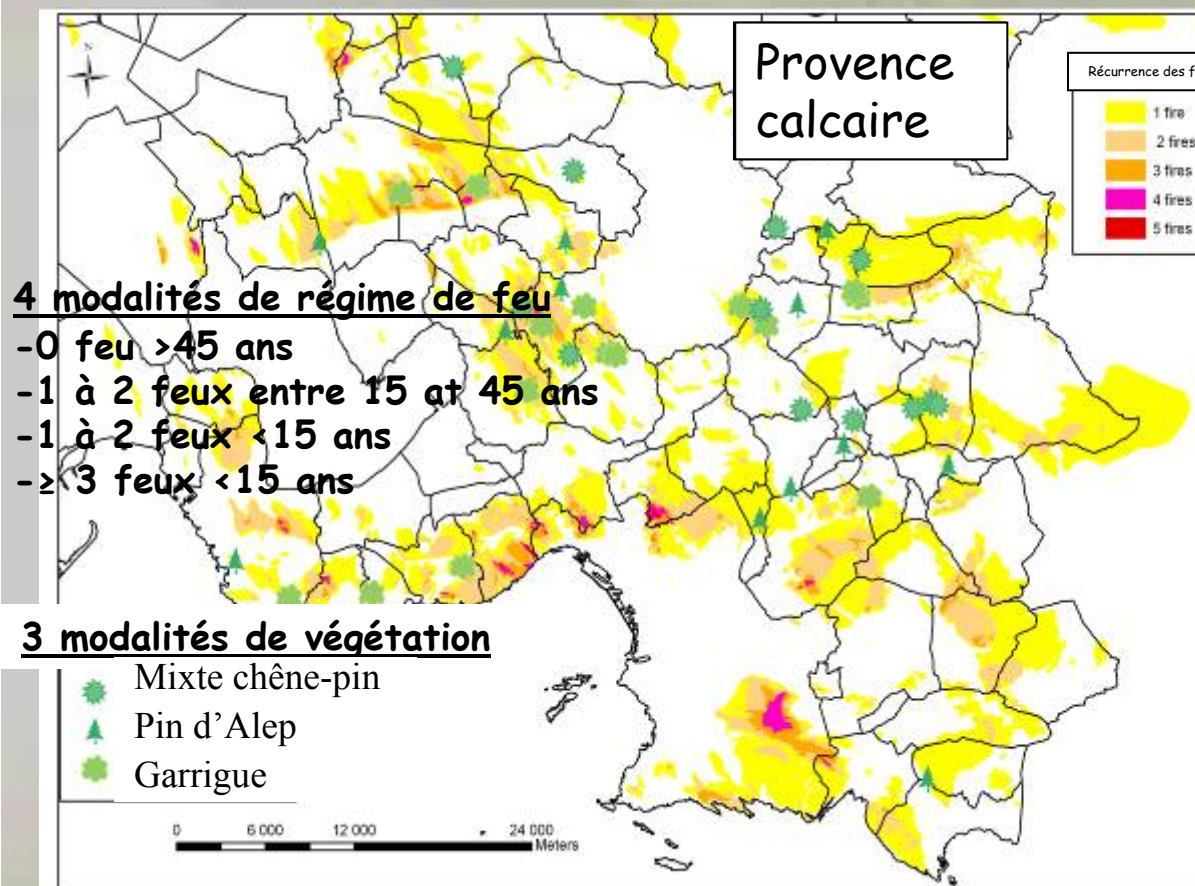 N
Provence
calcaire
Récurrence des f
1 fire
2 fires
3 fires
4 fires
5 fires
4 modalités de régime de feu
-0 feu >45 ans
-1 à 2 feux entre 15 at 45 ans
-1 à 2 feux <15 ans
-≥ 3 feux <15 ans
3 modalités de végétation
Mixte chêne-pin
Pin d’Alep
Garrigue
0 6 000 12 000 24 000
Meters